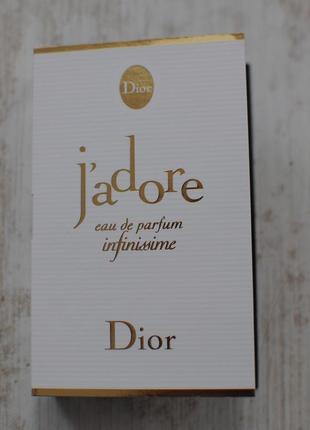 Dior
j'adore
eau de parfum
infinissime
Dior